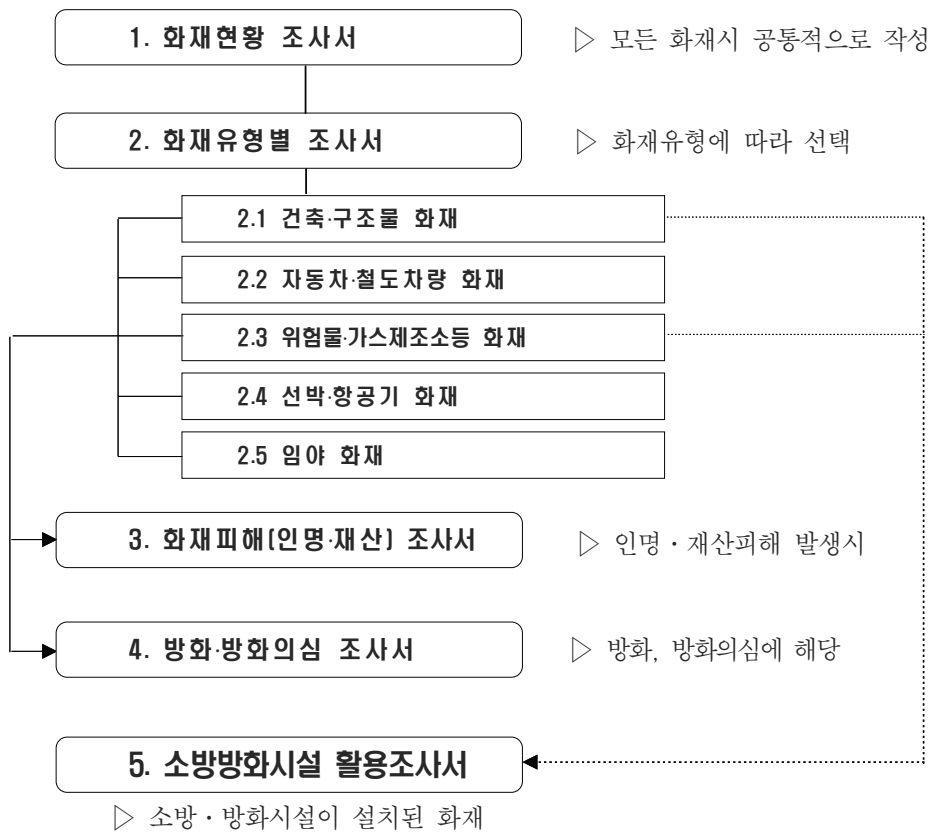 1. 화재현황 조사서
▷ 모든 화재시 공통적으로 작성
2. 화재유형별 조사서
▷ 화재유형에 따라 선택
2.1 건축·구조물 화재
2.2 자동차·철도차량 화재
2.3 위험물·가스제조소등 화재
2.4 선박·항공기 화재
2.5 임야 화재
3. 화재피해(인명·재산) 조사서
▷ 인명·재산피해 발생시
4. 방화·방화의심 조사서
▷ 방화, 방화의심에 해당
5. 소방방화시설 활용조사서
▷ 소방·방화시설이 설치된 화재